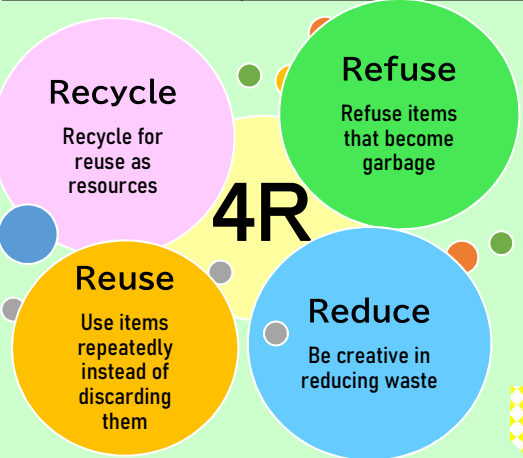 Recycle
Recycle for
reuse as
resources
Refuse
Refuse items
that become
garbage
4R
Reuse
Use items
repeatedly
instead of
discarding
them
Reduce
Be creative in
reducing waste